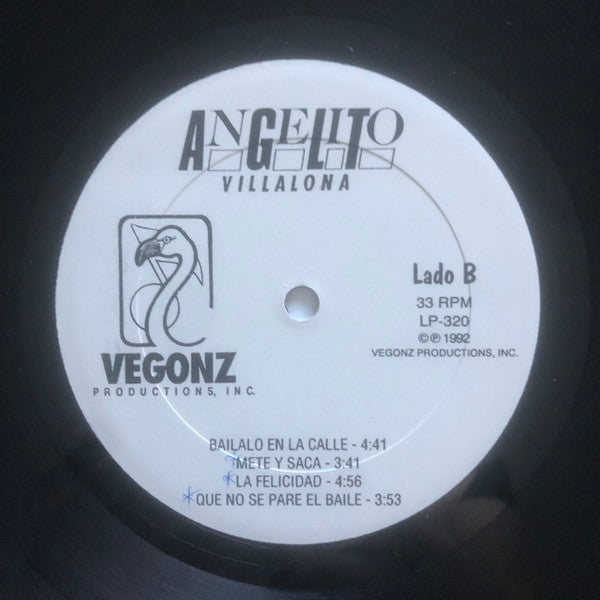 ANGELITO
VILLALONA
Lado B
33 RPM
LP-320
©℗ 1992
VEGONZ PRODUCTIONS, INC.
VEGONZ
PRODUCTIONS, INC.
BAILALO EN LA CALLE - 4:41
METE Y SACA - 3:41
*LA FELICIDAD - 4:56
*QUE NO SE PARE EL BAILE - 3:53